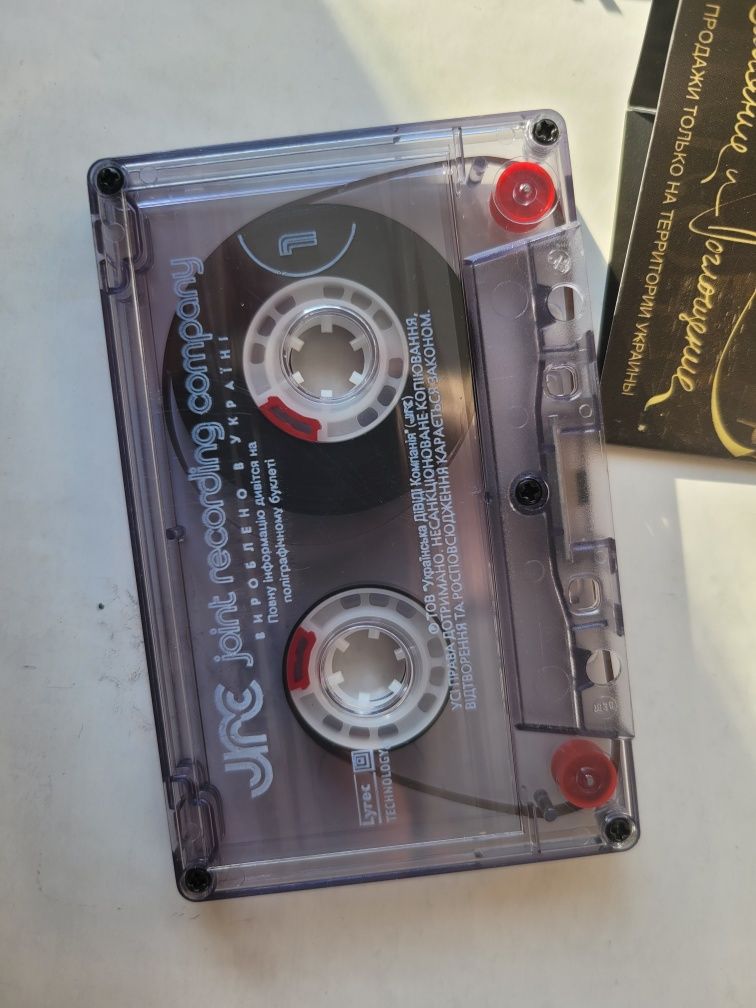 1
JRC joint recording company
ВИРОБЛЕНО В УКРАЇНІ
Повну інформацію дивітся на
поліграфічному буклеті
© ТОВ "Українська ДІВІДІ Компанія" (JRC)
УСІ ПРАВА ДОТРИМАНО. НЕСАНКЦІОНОВАНЕ КОПІЮВАННЯ,
ВІДТВОРЕННЯ ТА РОСПОВСЮДЖЕННЯ КАРАЄТЬСЯ ЗАКОНОМ.
Lyrec
TECHNOLOGY
ПРОДАЖИ ТОЛЬКО НА ТЕРРИТОРИИ УКРАИНЫ